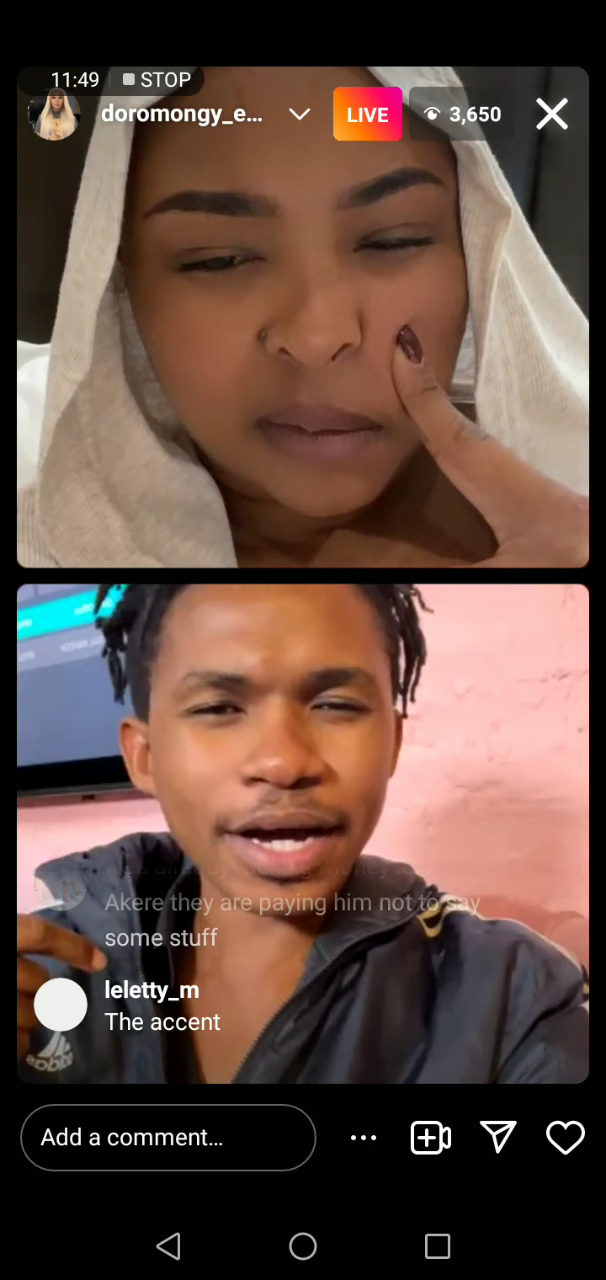 11:49
STOP
doromongy_e...
LIVE
3,650
Akere they are paying him not to say
some stuff
leletty_m
The accent
adidas
Add a comment...